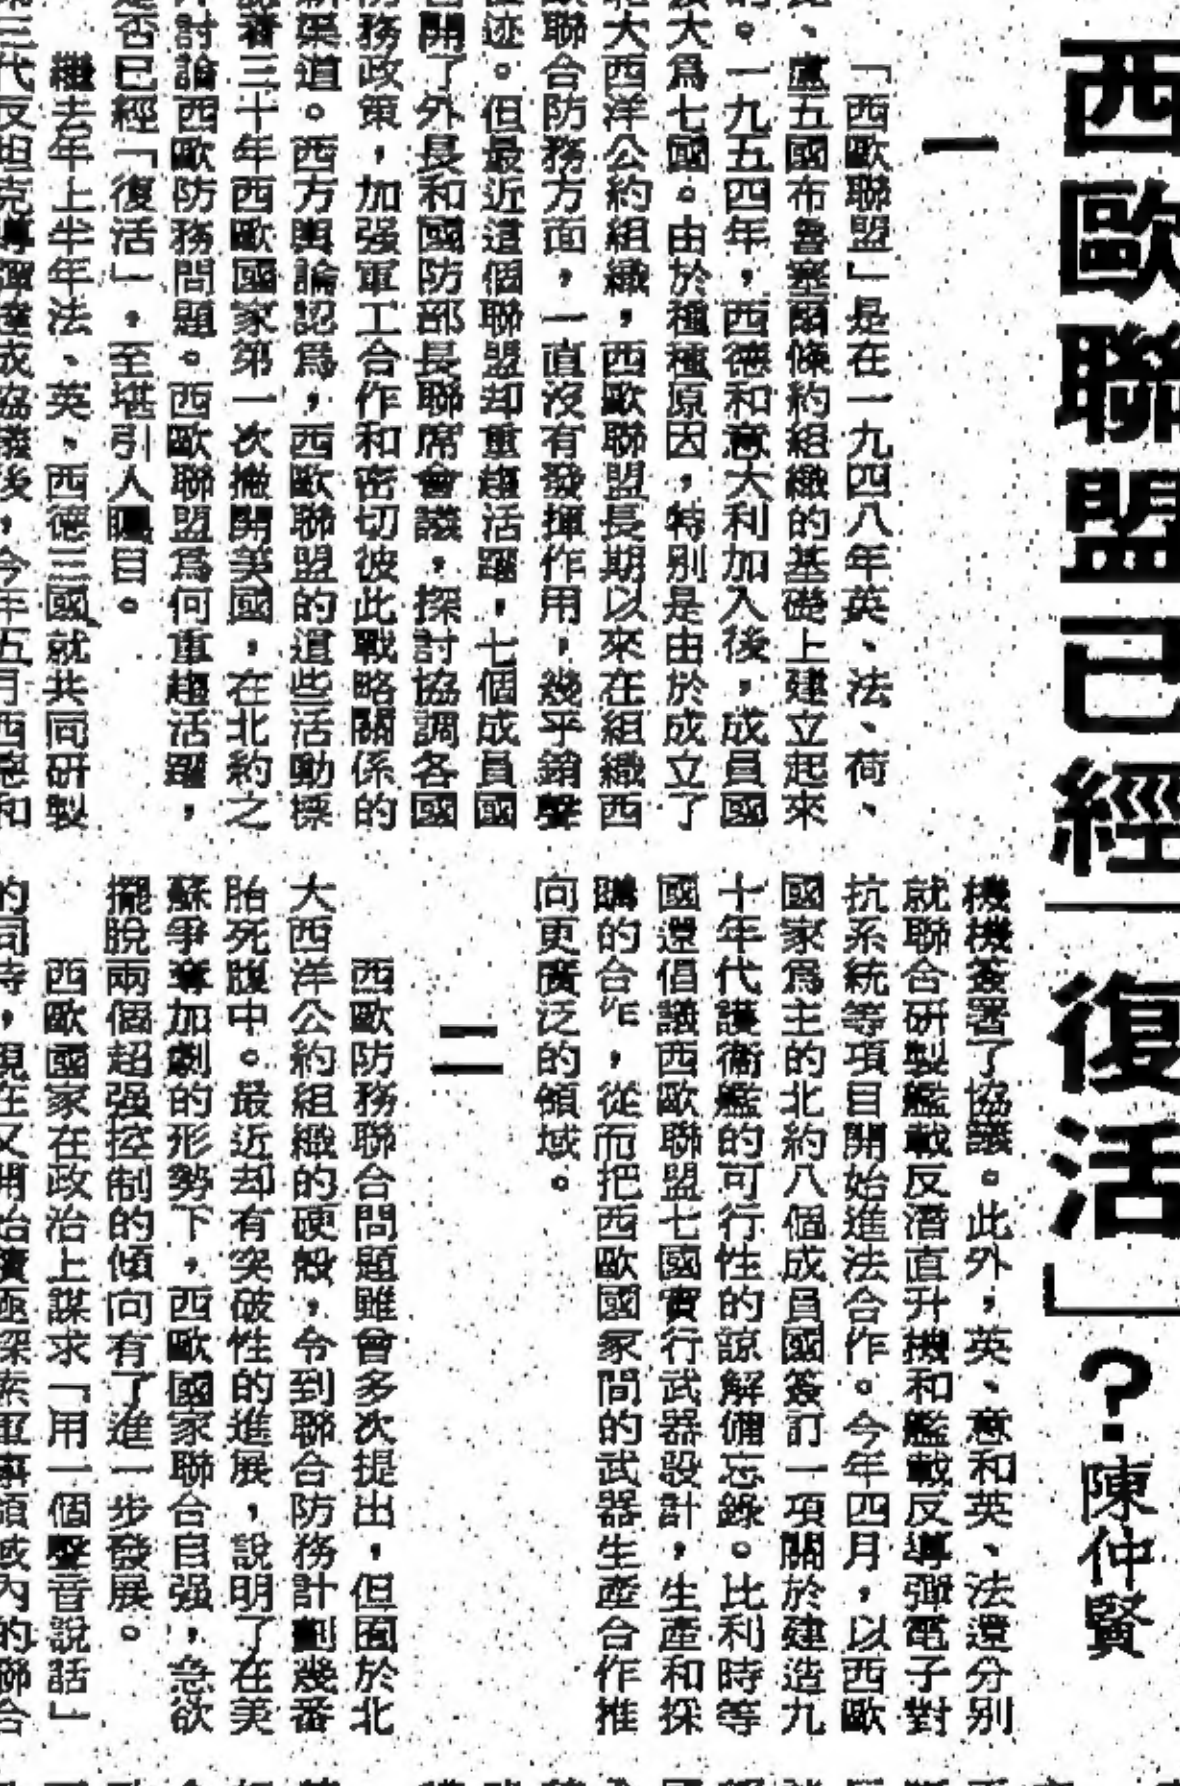 西歐聯盟已經「復活」?
陳仲賢
一
「西歐聯盟」是在一九四八年英、法、荷、
、盧五國布魯塞爾條約組織的基礎上建立起來
。一九五四年,西德和意大利加入後,成員國
大爲七國。由於種種原因,特別是由於成立了
大西洋公約組織,西歐聯盟長期以來在組織西
聯合防務方面,一直沒有發揮作用,幾乎銷聲
迹。但最近這個聯盟却重趨活躍,七個成員國
開了外長和國防部長聯席會議,探討協調各國
務政策,加强軍工合作和密切彼此戰略關係的
渠道。西方輿論認爲,西歐聯盟的這些活動標
着三十年西歐國家第一次撇開美國,在北約之
討論西歐防務問題。西歐聯盟爲何重趨活躍,
是否已經「復活」,至堪引人矚目。
繼去年上半年法、英、西德三國就共同研製
第三代反坦克導彈達成協議後,今年五月西德和
機機簽署了協議。此外,英、意和英、法還分別
就聯合研製艦載反潛直升機和艦載反導彈電子對
抗系統等項目開始進法合作。今年四月,以西歐
國家爲主的北約八個成員國簽訂一項關於建造九
十年代護衞艦的可行性的諒解備忘錄。比利時等
國還倡議西歐聯盟七國實行武器設計,生產和採
購的合作,從而把西歐國家間的武器生產合作推
向更廣泛的領域。
二
西歐防務聯合問題雖會多次提出,但囿於北
大西洋公約組織的硬殼,令到聯合防務計劃幾番
胎死腹中。最近却有突破性的進展,說明了在美
蘇爭奪加劇的形勢下,西歐國家聯合自强,急欲
擺脫兩個超强控制的傾向有了進一步發展。
西歐國家在政治上謀求「用一個聲音說話」
的同時,現在又開始積極探索軍事領域內的聯合